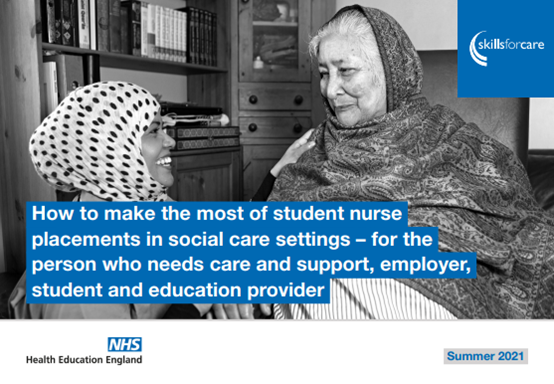 skillsforcare
How to make the most of student nurse
placements in social care settings – for the
person who needs care and support, employer,
student and education provider
NHS
Health Education England
Summer 2021